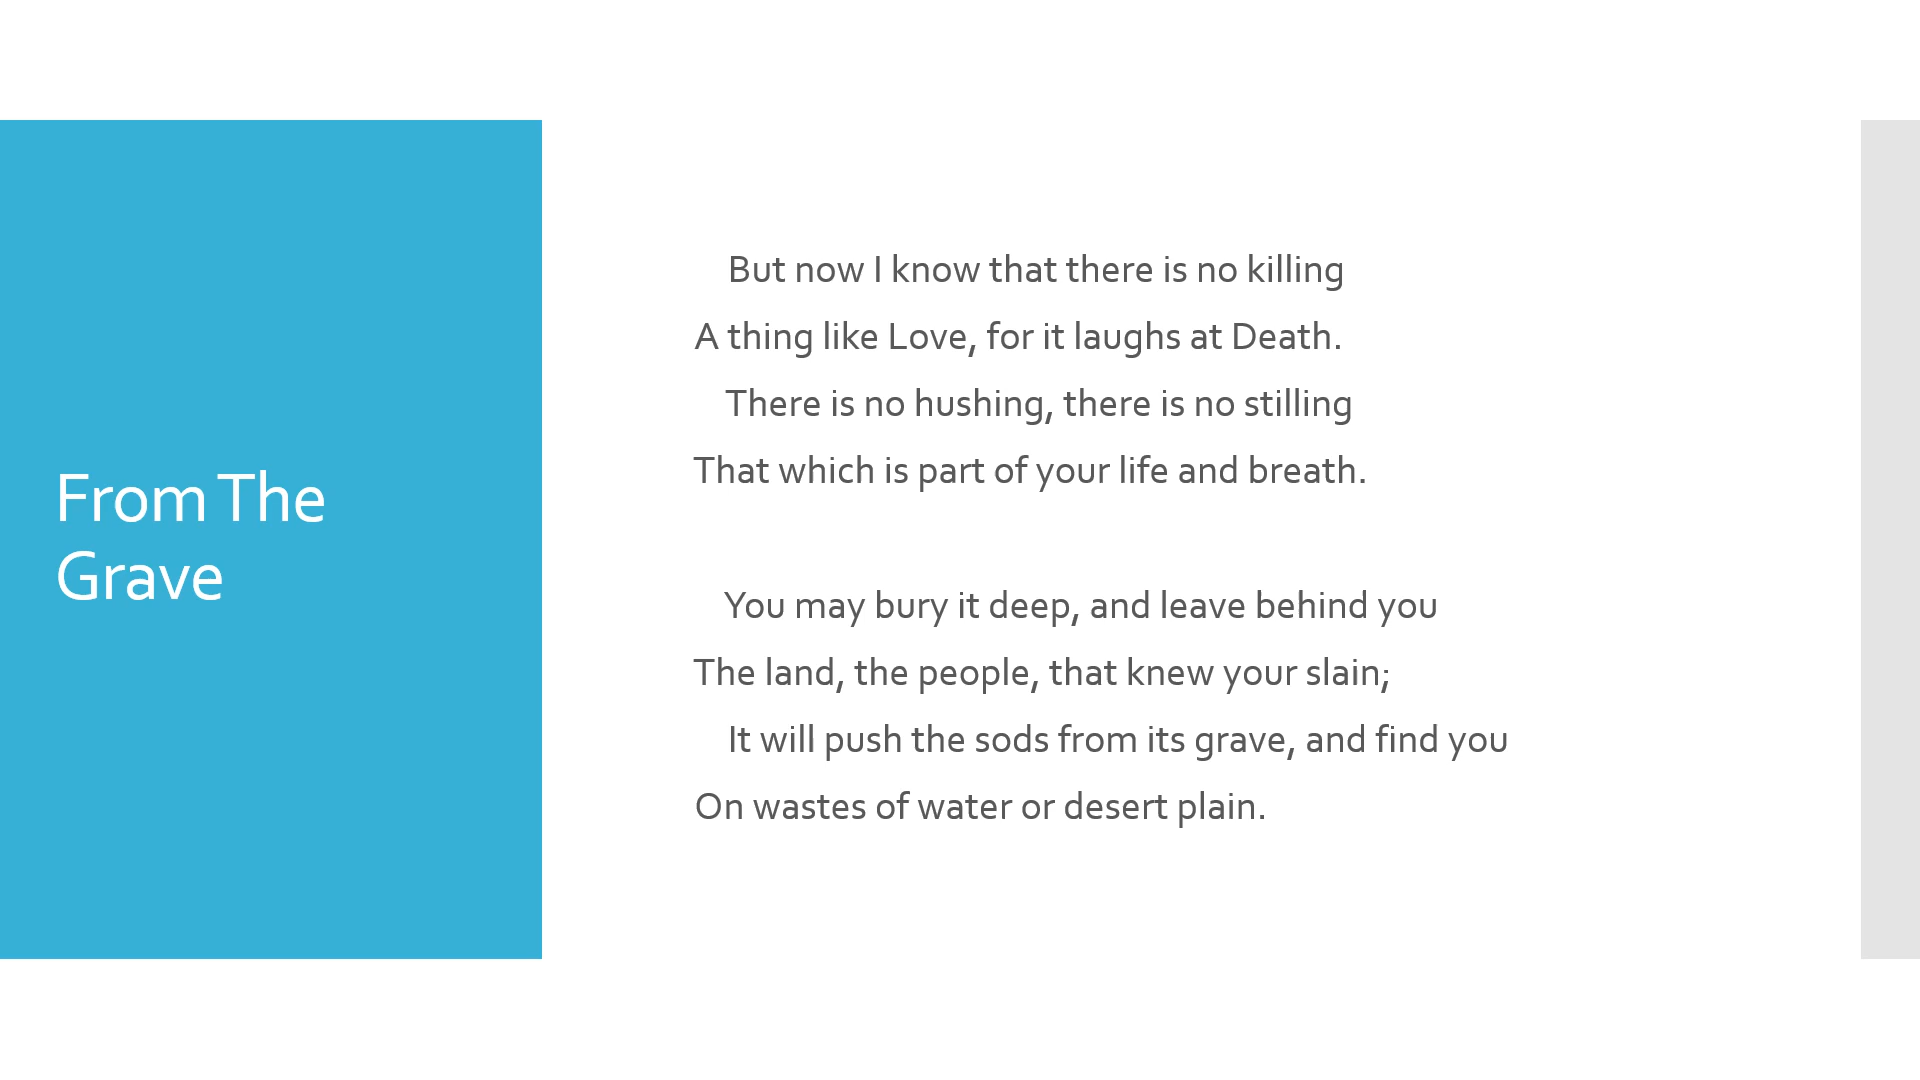 From The
Grave
But now I know that there is no killing
A thing like Love, for it laughs at Death.
There is no hushing, there is no stilling
That which is part of your life and breath.
You may bury it deep, and leave behind you
The land, the people, that knew your slain;
It will push the sods from its grave, and find you
On wastes of water or desert plain.